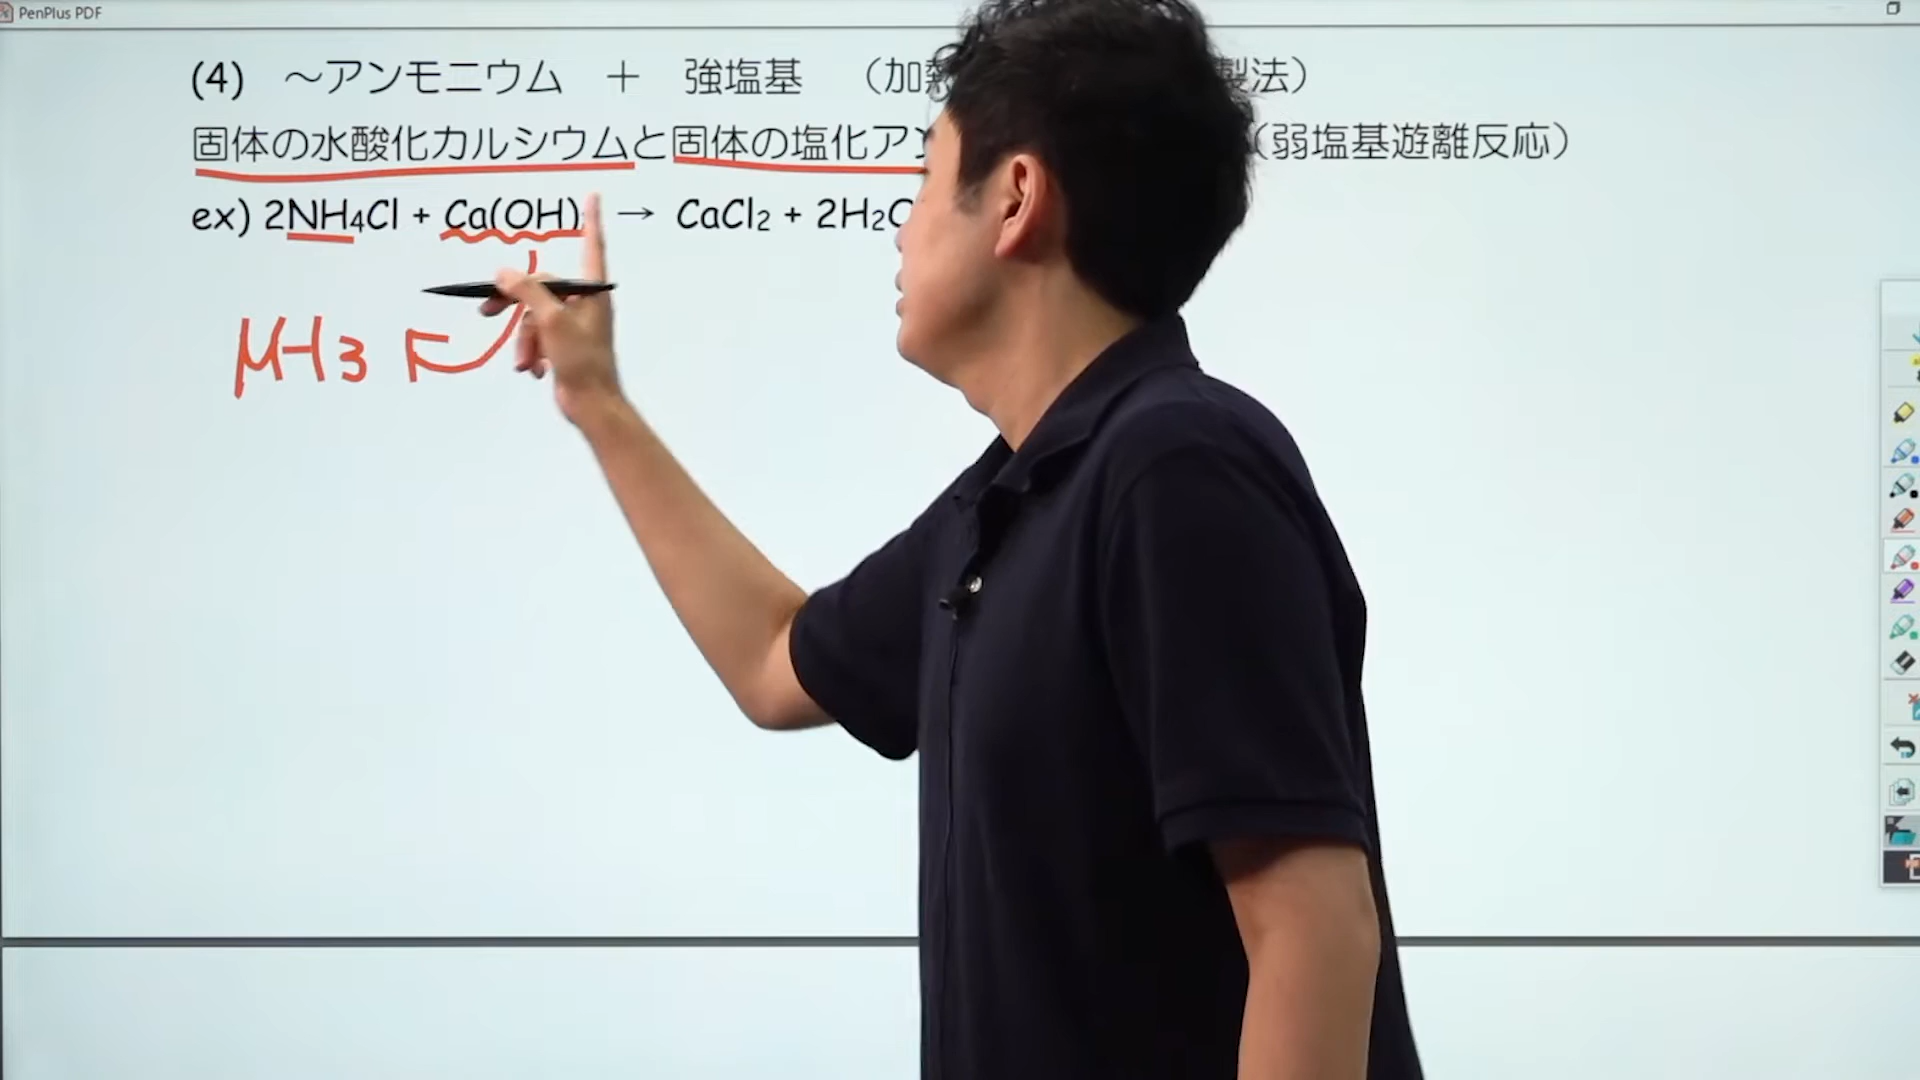 PenPlus PDF
(4) ～アンモニウム ＋ 強塩基 （加熱 製法）
固体の水酸化カルシウムと固体の塩化ア （弱塩基遊離反応）
ex) 2NH₄Cl + Ca(OH) → CaCl₂ + 2H₂O
NH3